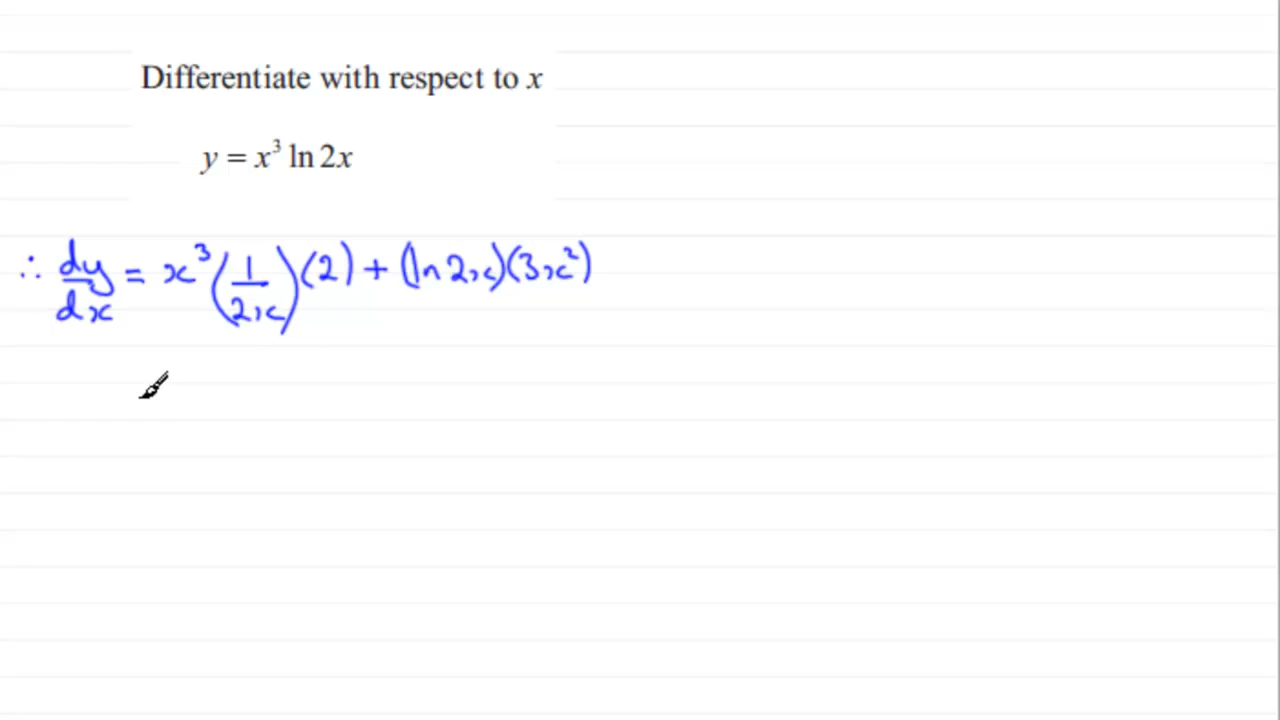 Differentiate with respect to x
y = x³ ln 2x
∴ dy/dx = x³(1/2x)(2) + (ln 2x)(3x²)